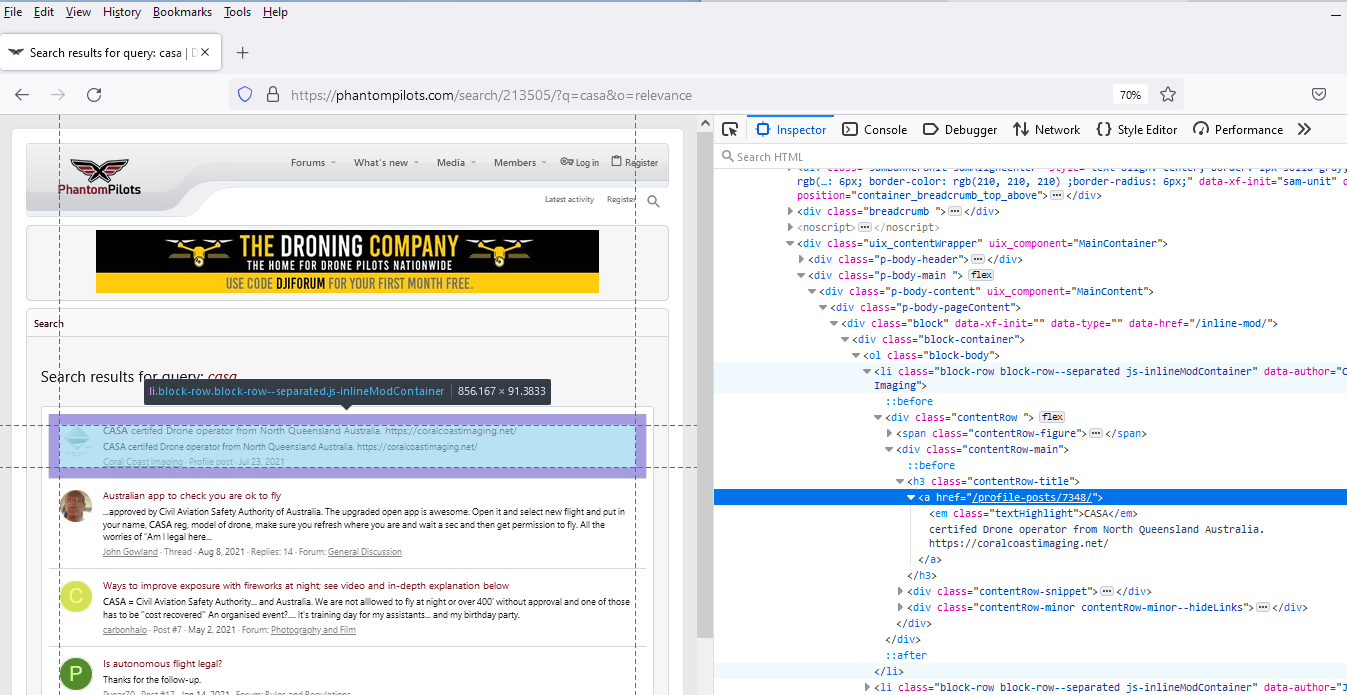 File Edit View History Bookmarks Tools Help
Search results for query: casa |
https://phantompilots.com/search/213505/?q=casa&o=relevance
70%
PhantomPilots
Forums What's new Media Members Log in Register
Latest activity Register
THE DRONING COMPANY
THE HOME FOR DRONE PILOTS NATIONWIDE
USE CODE DJIFORUM FOR YOUR FIRST MONTH FREE.
Search
Search results for query: casa
li.block-row.block-row--separated.js-inlineModContainer 856.167 × 91.3833
CASA certifed Drone operator from North Queensland Australia. https://coralcoastimaging.net/
CASA certifed Drone operator from North Queensland Australia. https://coralcoastimaging.net/
Coral Coast Imaging · Profile post · Jul 23, 2021
Australian app to check you are ok to fly
...approved by Civil Aviation Safety Authority of Australia. The upgraded open app is awesome. Open it and select new flight and put in
your name, CASA reg, model of drone, make sure you refresh where you are and wait a sec and then get permission to fly. All the
worries of "Am I legal here...
John Gowland · Thread · Aug 8, 2021 · Replies: 14 · Forum: General Discussion
C
Ways to improve exposure with fireworks at night; see video and in-depth explanation below
CASA = Civil Aviation Safety Authority... and Australia. We are not alllowed to fly at night or over 400' without approval and one of those
has to be "cost recovered" An organised event?.... It's training day for my assistants... and my birthday party.
carbonhalo · Post #7 · May 2, 2021 · Forum: Photography and Film
P
Is autonomous flight legal?
Thanks for the follow-up.
Inspector Console Debugger Network Style Editor Performance
Search HTML
rgb(…: 6px; border-color: rgb(210, 210, 210) ;border-radius: 6px;" data-xf-init="sam-unit" d
position="container_breadcrumb_top_above"> </div>
<div class="breadcrumb "> </div>
<noscript> </noscript>
<div class="uix_contentWrapper" uix_component="MainContainer">
<div class="p-body-header"> </div>
<div class="p-body-main "> flex
<div class="p-body-content" uix_component="MainContent">
<div class="p-body-pageContent">
<div class="block" data-xf-init="" data-type="" data-href="/inline-mod/">
<div class="block-container">
<ol class="block-body">
<li class="block-row block-row--separated js-inlineModContainer" data-author="C
Imaging">
::before
<div class="contentRow "> flex
<span class="contentRow-figure"> </span>
<div class="contentRow-main">
::before
<h3 class="contentRow-title">
<a href="/profile-posts/7348/">
<em class="textHighlight">CASA</em>
certifed Drone operator from North Queensland Australia.
https://coralcoastimaging.net/
</a>
</h3>
<div class="contentRow-snippet"> </div>
<div class="contentRow-minor contentRow-minor--hideLinks"> </div>
</div>
</div>
::after
</li>
<li class="block-row block-row--separated js-inlineModContainer" data-author="J